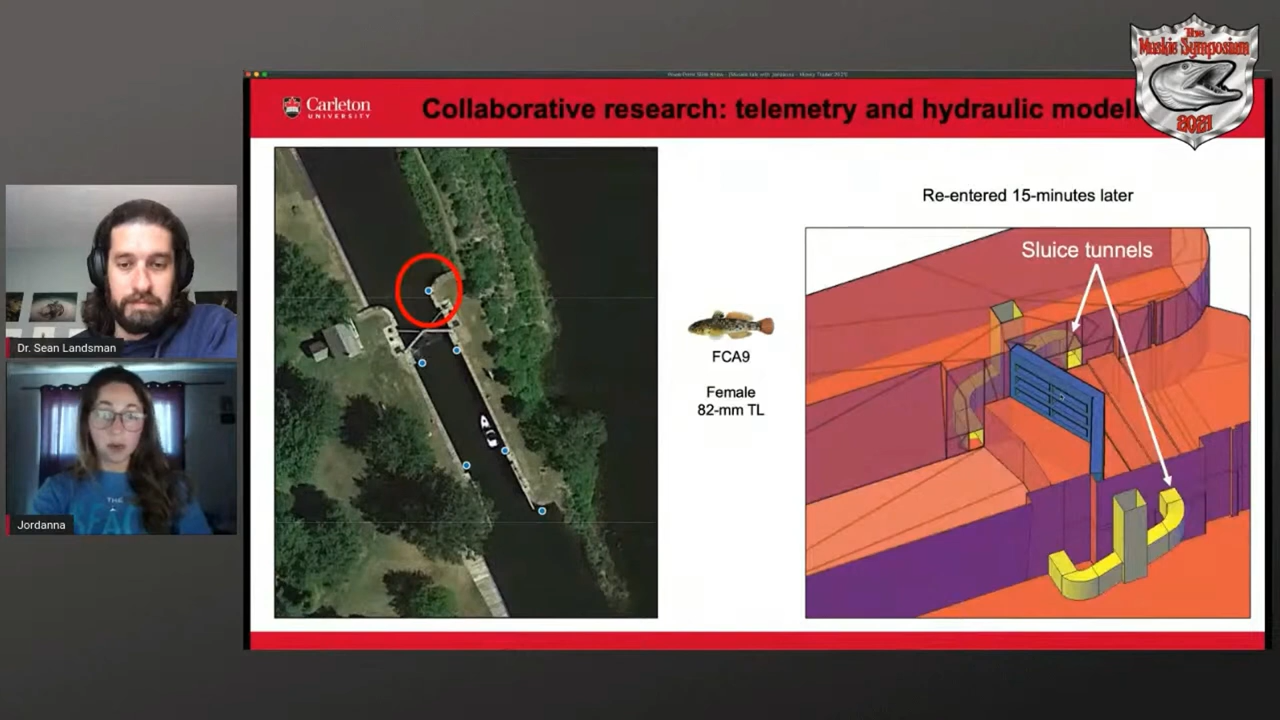 The
Muskie Symposium
2021
Carleton
UNIVERSITY
Collaborative research: telemetry and hydraulic modell
Re-entered 15-minutes later
Sluice tunnels
FCA9
Female
82-mm TL
Dr. Sean Landsman
Jordanna